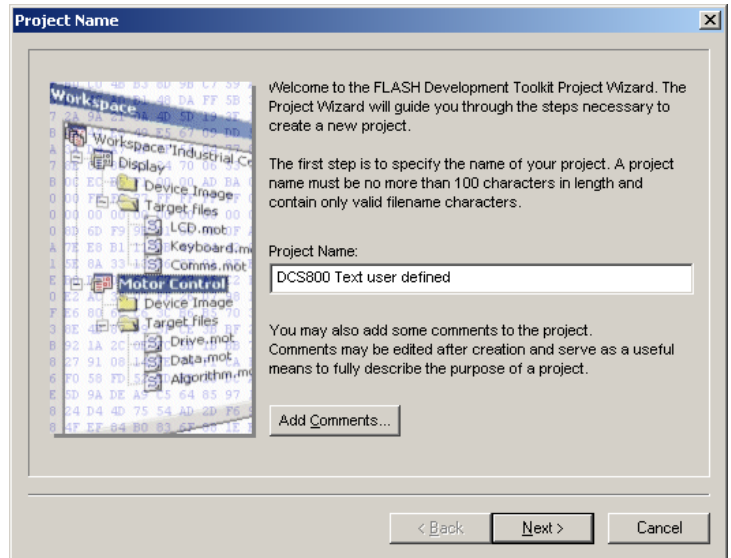 Project Name
Workspace
Workspace 'Industrial
Display
Device Image
Target files
LCD.mot
Keyboard.m
Comms.mot
Motor Control
Device Image
Target files
Drive.mot
Data.mot
Algorithm.mo
Welcome to the FLASH Development Toolkit Project Wizard. The
Project Wizard will guide you through the steps necessary to
create a new project.
The first step is to specify the name of your project. A project
name must be no more than 100 characters in length and
contain only valid filename characters.
Project Name:
DCS800 Text user defined
You may also add some comments to the project.
Comments may be edited after creation and serve as a useful
means to fully describe the purpose of a project.
Add Comments...
< Back
Next >
Cancel